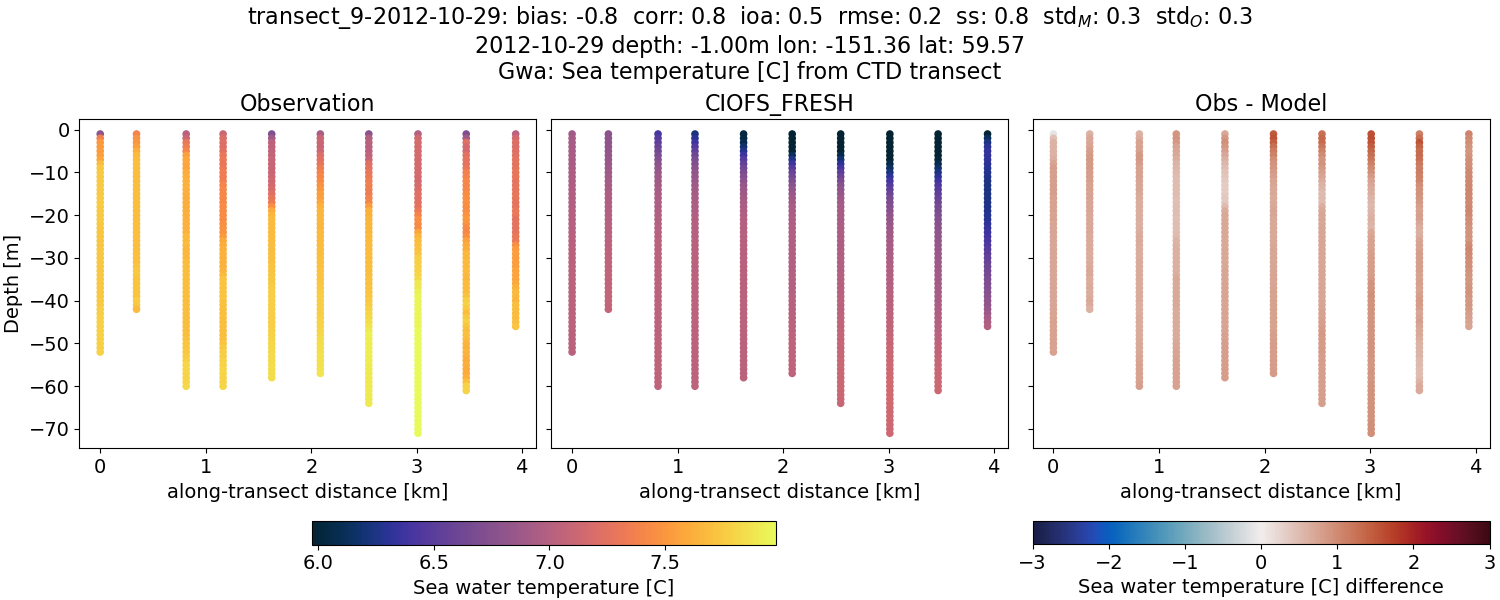 transect_9-2012-10-29: bias: -0.8  corr: 0.8  ioa: 0.5  rmse: 0.2  ss: 0.8  std_M: 0.3  std_O: 0.3
2012-10-29 depth: -1.00m lon: -151.36 lat: 59.57
Gwa: Sea temperature [C] from CTD transect
Observation
CIOFS_FRESH
Obs - Model
Depth [m]
0
−10
−20
−30
−40
−50
−60
−70
0 1 2 3 4
0 1 2 3 4
0 1 2 3 4
along-transect distance [km]
along-transect distance [km]
along-transect distance [km]
6.0 6.5 7.0 7.5
Sea water temperature [C]
−3 −2 −1 0 1 2 3
Sea water temperature [C] difference